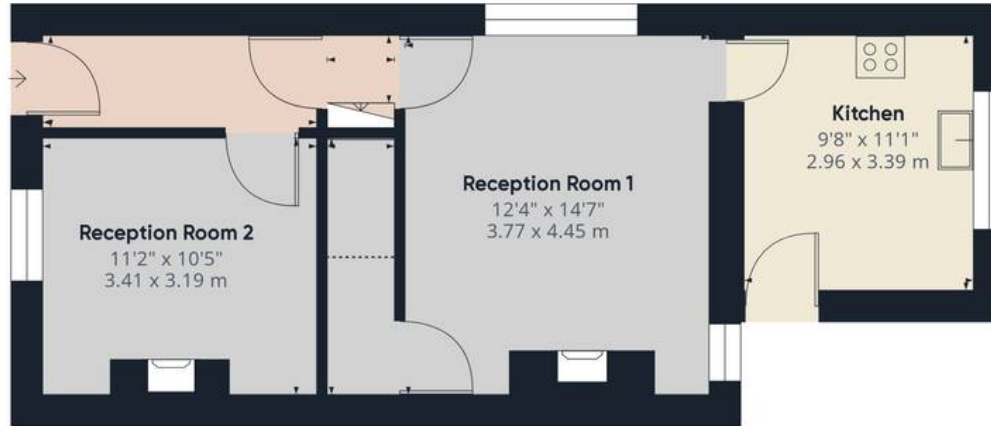 Reception Room 2
11'2" x 10'5"
3.41 x 3.19 m
Reception Room 1
12'4" x 14'7"
3.77 x 4.45 m
Kitchen
9'8" x 11'1"
2.96 x 3.39 m